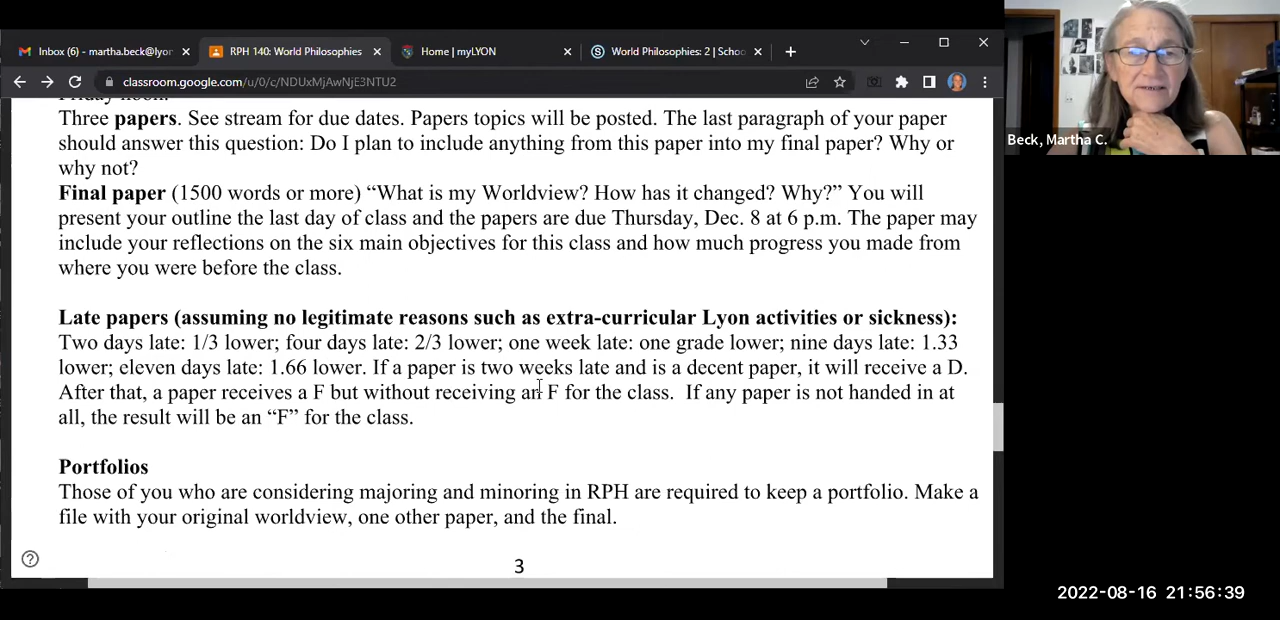 Inbox (6) - martha.beck@lyor
RPH 140: World Philosophies
Home | myLYON
World Philosophies: 2 | Schoo
classroom.google.com/u/0/c/NDUxMjAwNjE3NTU2
Friday noon.
Three papers. See stream for due dates. Papers topics will be posted. The last paragraph of your paper
should answer this question: Do I plan to include anything from this paper into my final paper? Why or
why not?
Final paper (1500 words or more) “What is my Worldview? How has it changed? Why?” You will
present your outline the last day of class and the papers are due Thursday, Dec. 8 at 6 p.m. The paper may
include your reflections on the six main objectives for this class and how much progress you made from
where you were before the class.
Late papers (assuming no legitimate reasons such as extra-curricular Lyon activities or sickness):
Two days late: 1/3 lower; four days late: 2/3 lower; one week late: one grade lower; nine days late: 1.33
lower; eleven days late: 1.66 lower. If a paper is two weeks late and is a decent paper, it will receive a D.
After that, a paper receives a F but without receiving an F for the class.  If any paper is not handed in at
all, the result will be an “F” for the class.
Portfolios
Those of you who are considering majoring and minoring in RPH are required to keep a portfolio. Make a
file with your original worldview, one other paper, and the final.
3
Beck, Martha C.
2022-08-16 21:56:39